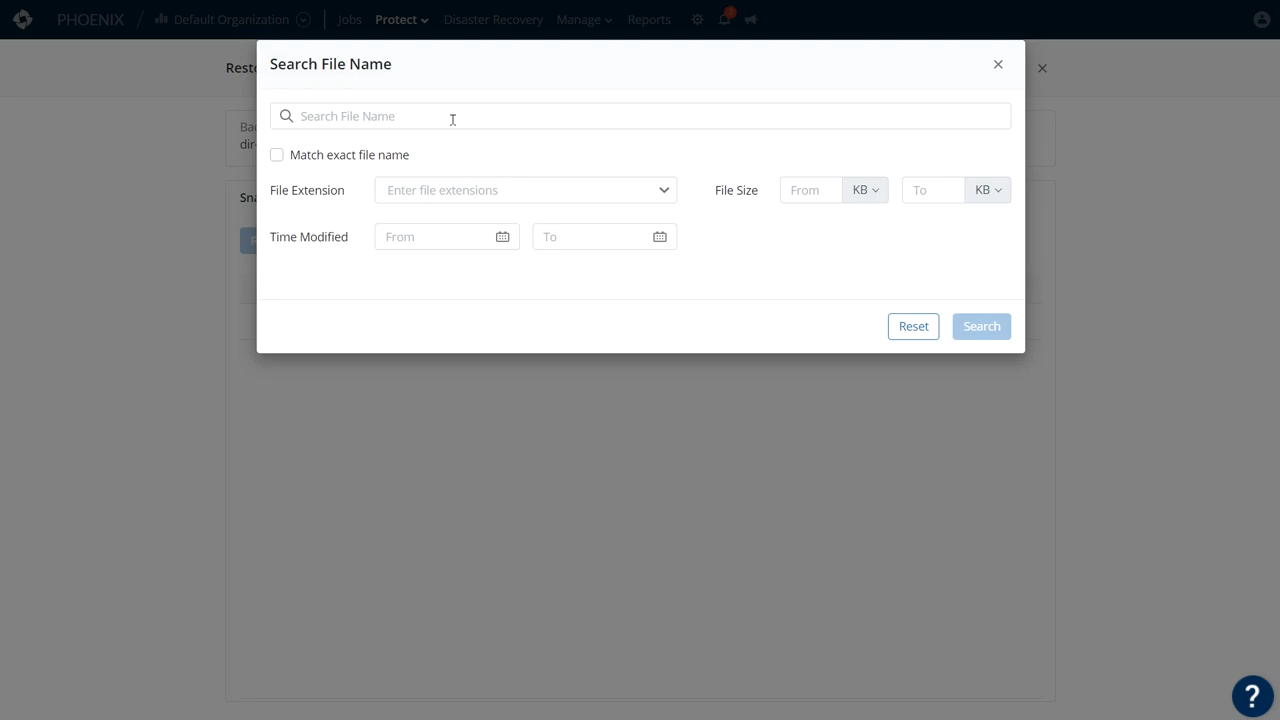 PHOENIX / Default Organization Jobs Protect Disaster Recovery Manage Reports
Search File Name
Search File Name
Match exact file name
File Extension Enter file extensions File Size From KB To KB
Time Modified From To
Reset Search
?